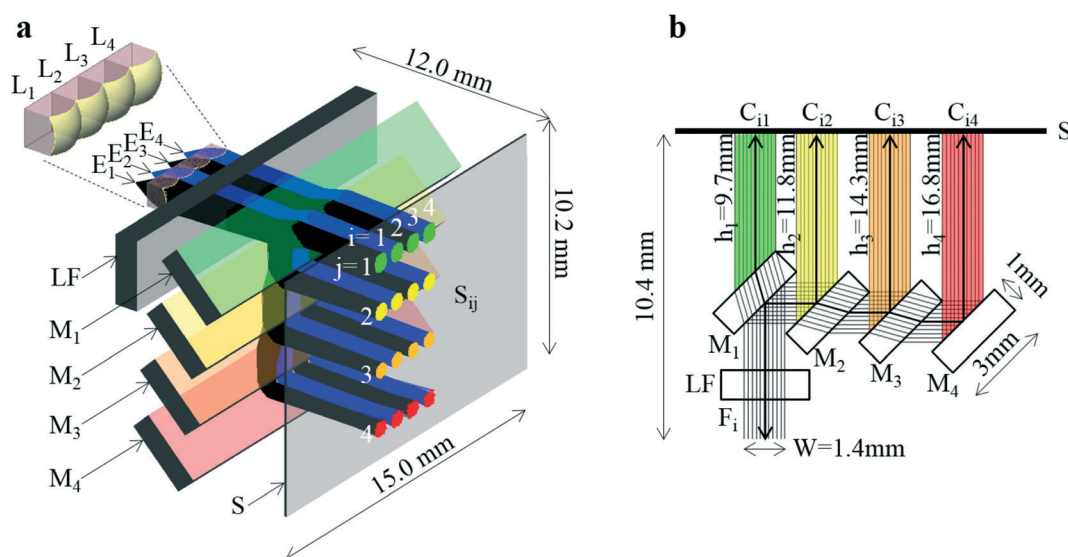 a
L₁
L₂
L₃
L₄
E₁
E₂
E₃
E₄
12.0 mm
10.2 mm
15.0 mm
i= 1 2 3 4
j=1
2
3
4
Sᵢⱼ
LF
M₁
M₂
M₃
M₄
S
b
Cᵢ₁ Cᵢ₂ Cᵢ₃ Cᵢ₄
S
10.4 mm
h₁=9.7mm
h₂=11.8mm
h₃=14.3mm
h₄=16.8mm
1mm
3mm
M₁
M₂
M₃
M₄
LF
Fᵢ
W=1.4mm